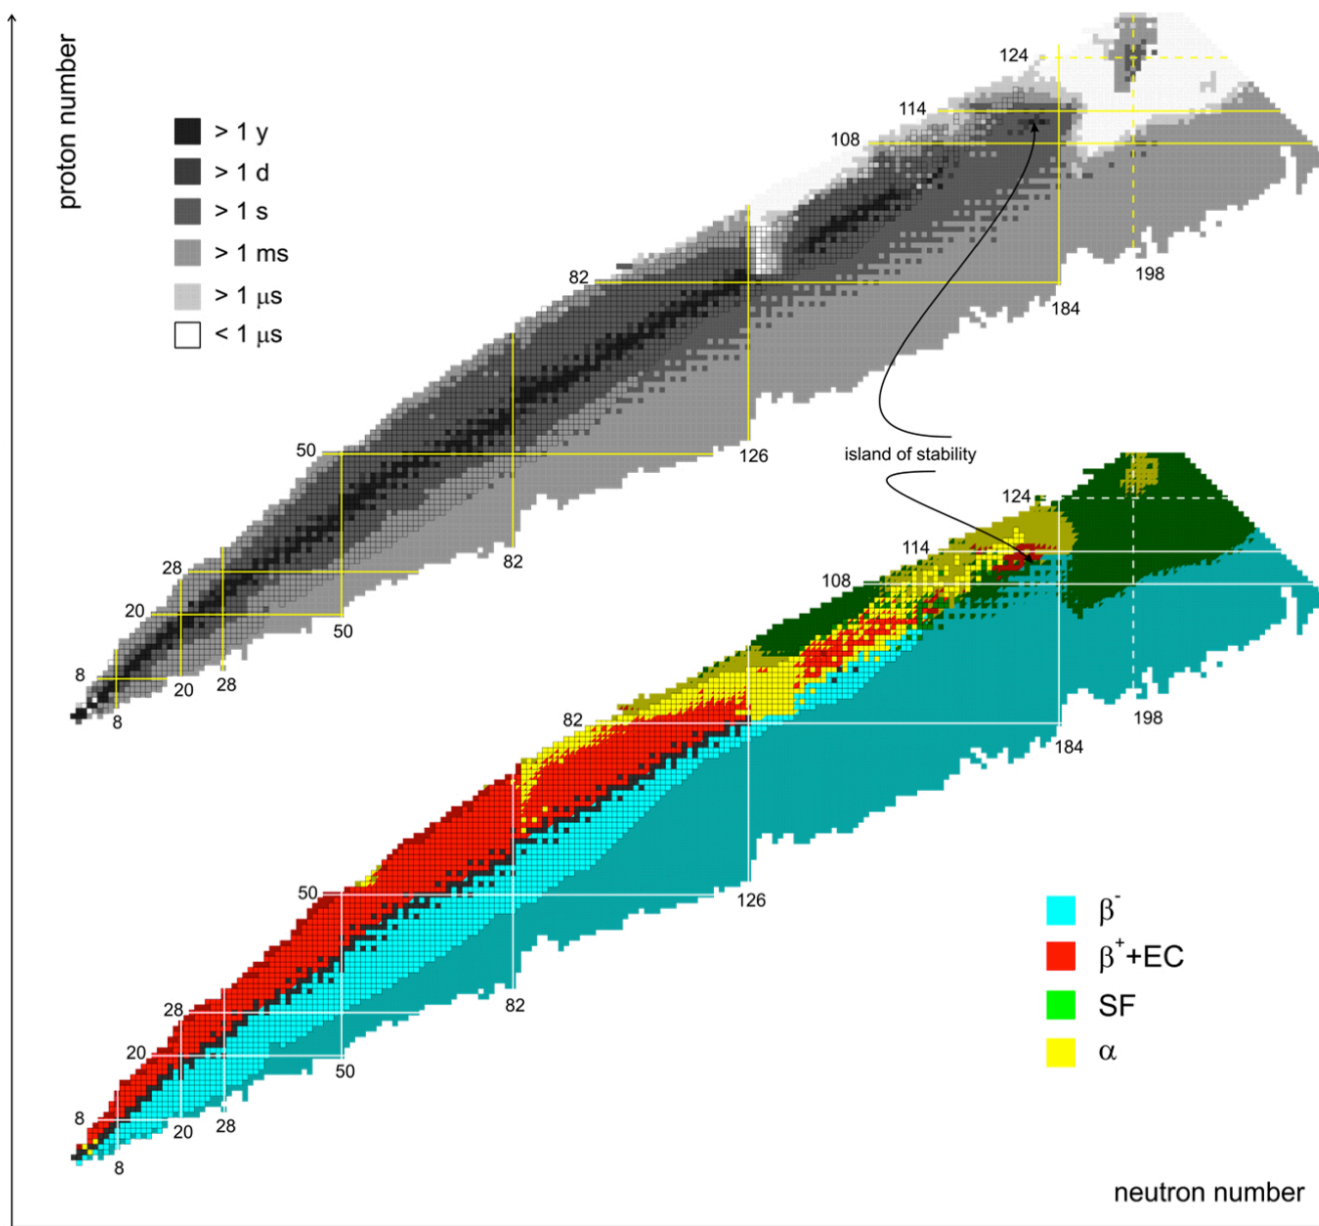 proton number
> 1 y
> 1 d
> 1 s
> 1 ms
> 1 μs
< 1 μs
124
114
108
82
198
184
50
126
28
82
20
50
8
20
28
8
island of stability
124
114
108
82
198
184
50
126
28
82
20
50
8
20
28
8
β-
β++EC
SF
α
neutron number